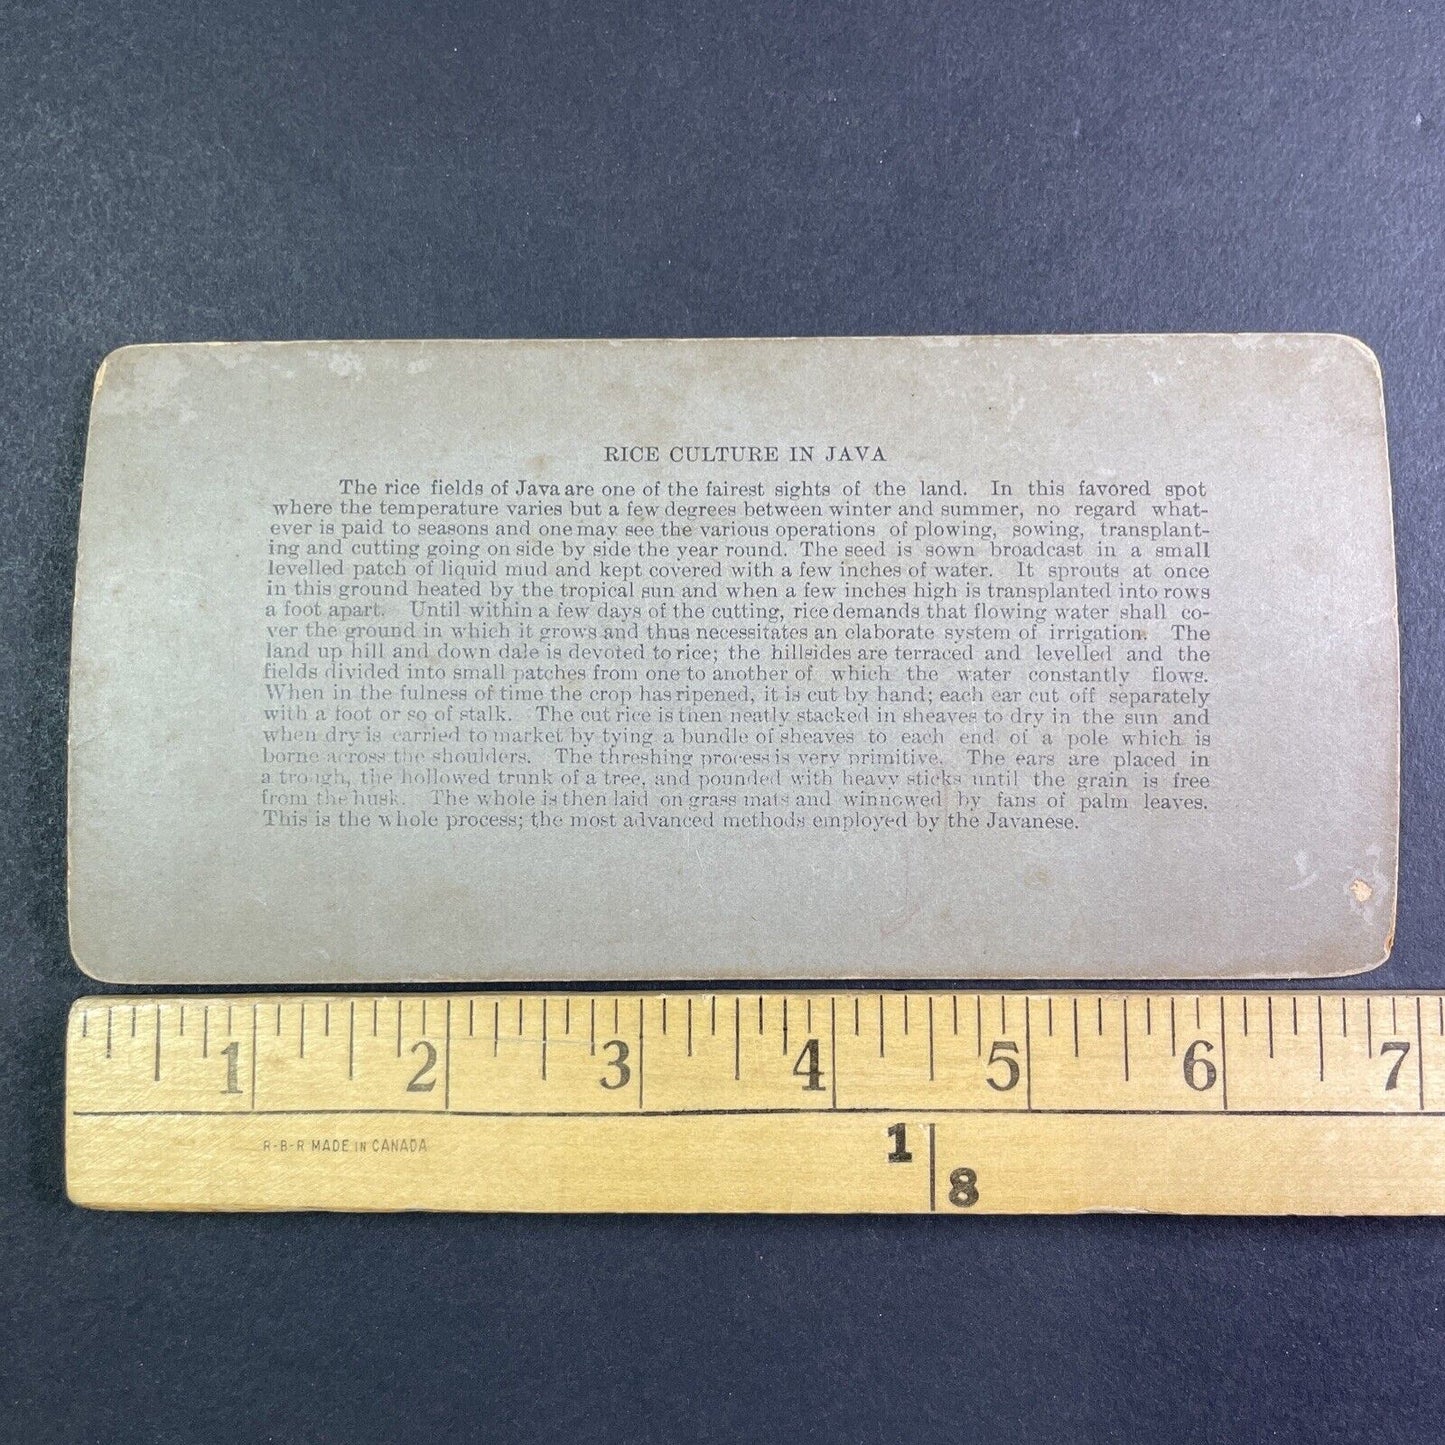 RICE CULTURE IN JAVA
The rice fields of Java are one of the fairest sights of the land. In this favored spot
where the temperature varies but a few degrees between winter and summer, no regard what-
ever is paid to seasons and one may see the various operations of plowing, sowing, transplant-
ing and cutting going on side by side the year round. The seed is sown broadcast in a small
levelled patch of liquid mud and kept covered with a few inches of water. It sprouts at once
in this ground heated by the tropical sun and when a few inches high is transplanted into rows
a foot apart. Until within a few days of the cutting, rice demands that flowing water shall co-
ver the ground in which it grows and thus necessitates an elaborate system of irrigation. The
land up hill and down dale is devoted to rice; the hillsides are terraced and levelled and the
fields divided into small patches from one to another of which the water constantly flows.
When in the fulness of time the crop has ripened, it is cut by hand; each ear cut off separately
with a foot or so of stalk. The cut rice is then neatly stacked in sheaves to dry in the sun and
when dry is carried to market by tying a bundle of sheaves to each end of a pole which is
borne across the shoulders. The threshing process is very primitive. The ears are placed in
a trough, the hollowed trunk of a tree, and pounded with heavy sticks until the grain is free
from the husk. The whole is then laid on grass mats and winnowed by fans of palm leaves.
This is the whole process; the most advanced methods employed by the Javanese.
1 2 3 4 5 6 7
R-B-R MADE IN CANADA
1
8